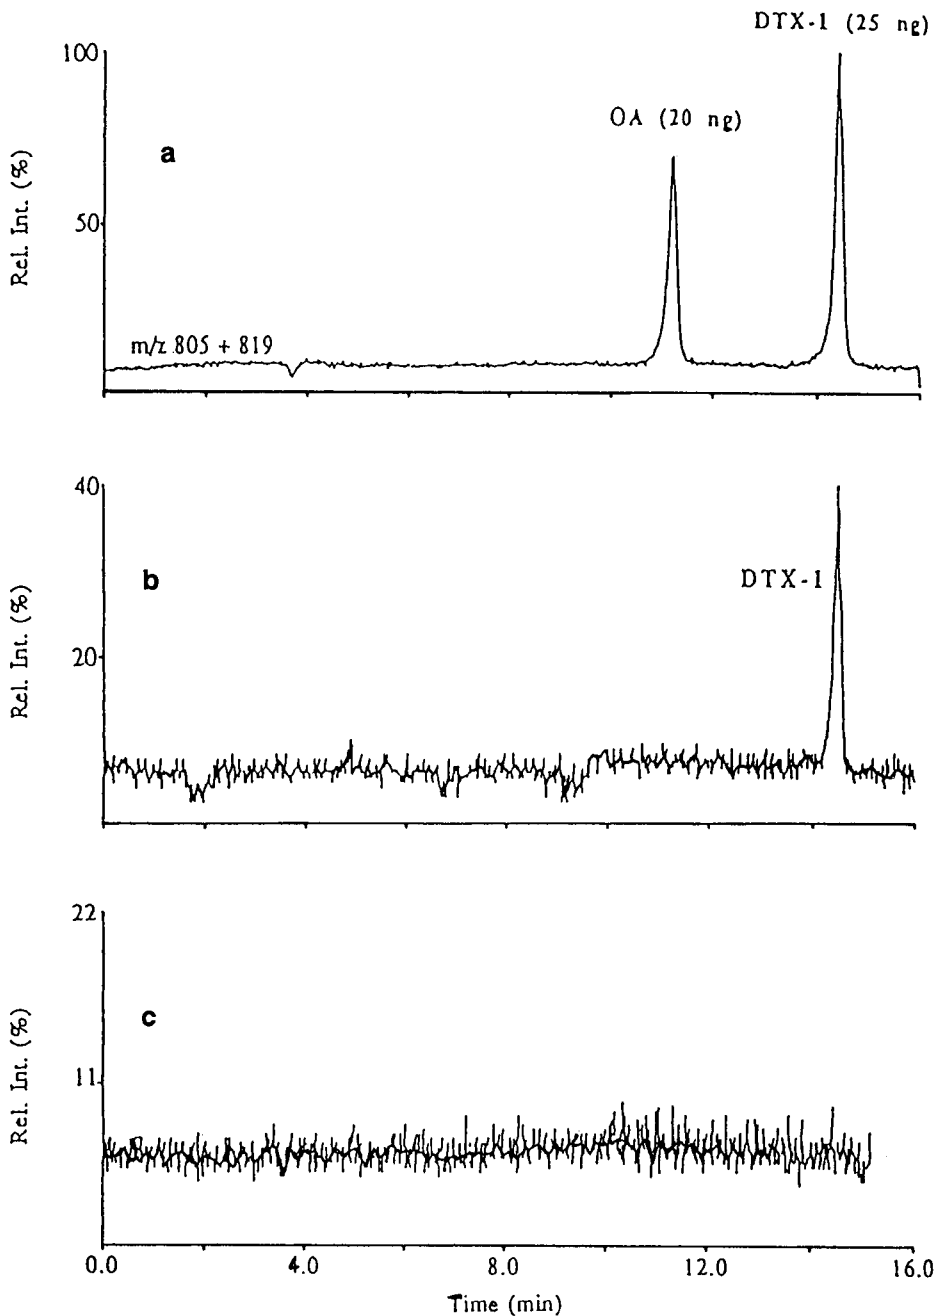 DTX-1 (25 ng)
100
OA (20 ng)
a
Rel. Int. (%)
50
m/z 805 + 819
40
b
DTX-1
Rel. Int. (%)
20
22
c
Rel. Int. (%)
11
0.0 4.0 8.0 12.0 16.0
Time (min)